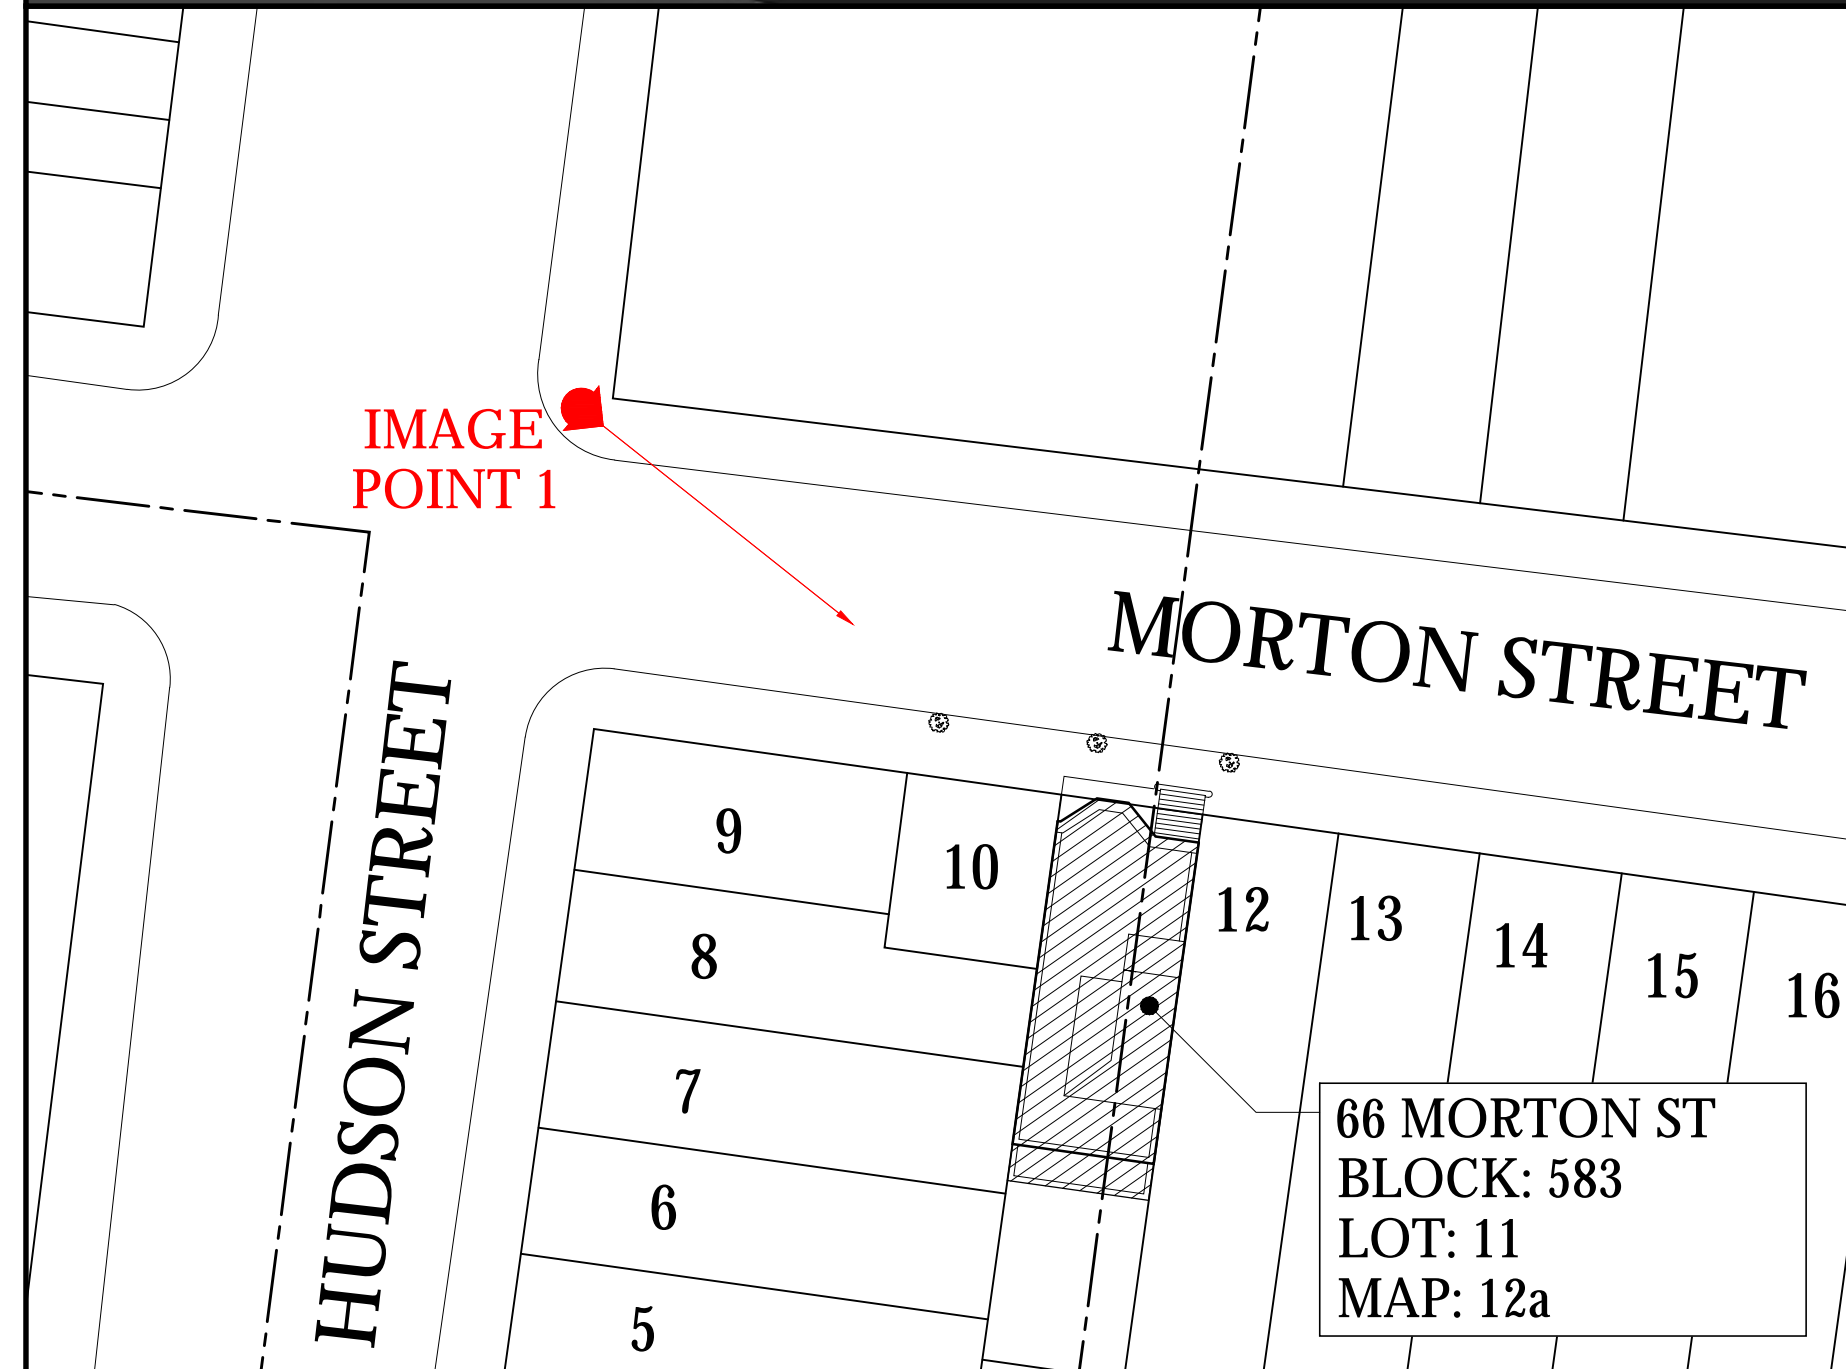 IMAGE
POINT 1
MORTON STREET
HUDSON STREET
9
10
8
7
6
5
12
13
14
15
16
66 MORTON ST
BLOCK: 583
LOT: 11
MAP: 12a